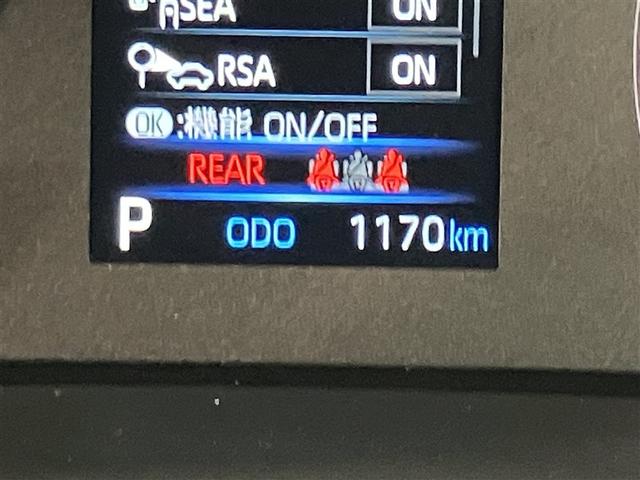 SEA ON
RSA ON
OK :機能 ON/OFF
REAR
P ODO 1170km